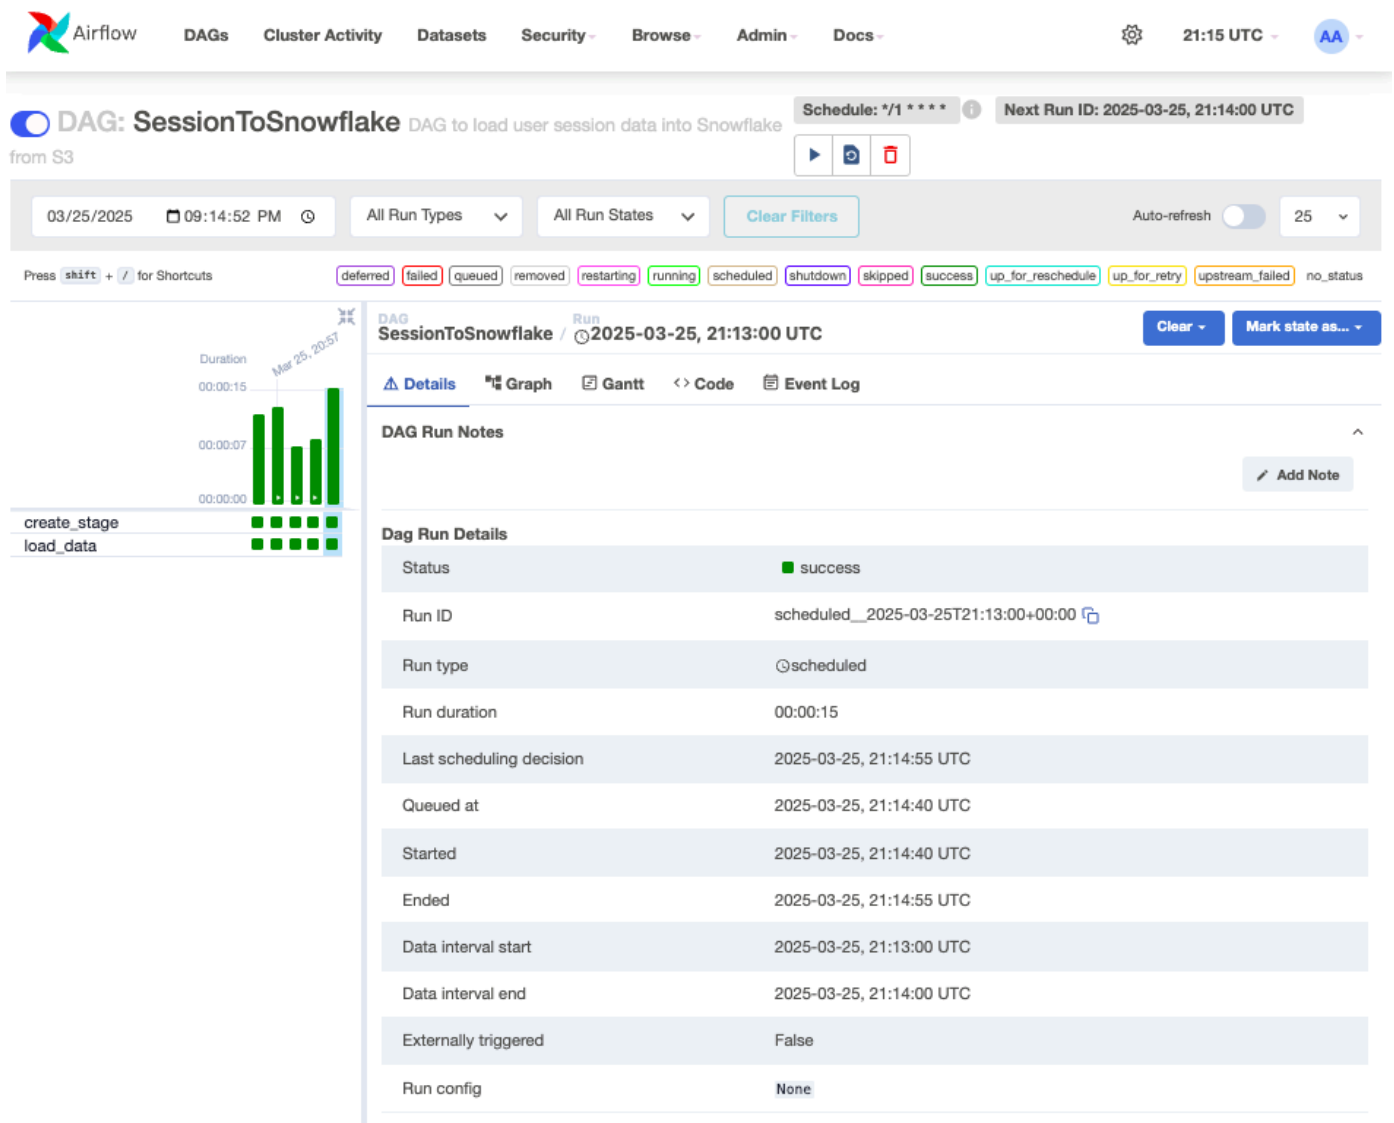 Airflow DAGs Cluster Activity Datasets Security Browse Admin Docs 21:15 UTC AA
DAG: SessionToSnowflake DAG to load user session data into Snowflake
from S3
Schedule: */1 * * * * Next Run ID: 2025-03-25, 21:14:00 UTC
03/25/2025 09:14:52 PM All Run Types All Run States Clear Filters Auto-refresh 25
Press shift + / for Shortcuts deferred failed queued removed restarting running scheduled shutdown skipped success up_for_reschedule up_for_retry upstream_failed no_status
Duration
Mar 25, 20:57
00:00:15
00:00:07
00:00:00
create_stage
load_data
DAG Run
SessionToSnowflake / 2025-03-25, 21:13:00 UTC
Clear Mark state as...
Details Graph Gantt <> Code Event Log
DAG Run Notes
Add Note
Dag Run Details
Status success
Run ID scheduled__2025-03-25T21:13:00+00:00
Run type scheduled
Run duration 00:00:15
Last scheduling decision 2025-03-25, 21:14:55 UTC
Queued at 2025-03-25, 21:14:40 UTC
Started 2025-03-25, 21:14:40 UTC
Ended 2025-03-25, 21:14:55 UTC
Data interval start 2025-03-25, 21:13:00 UTC
Data interval end 2025-03-25, 21:14:00 UTC
Externally triggered False
Run config None